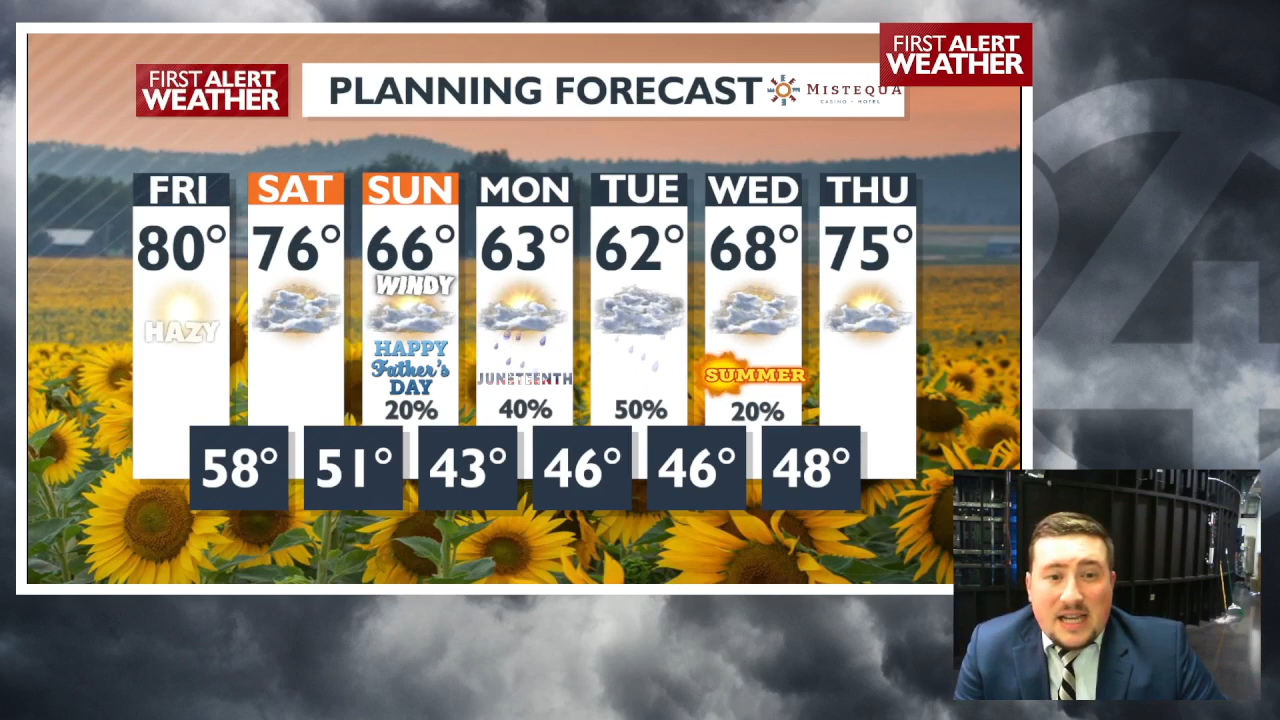 FIRST ALERT
WEATHER
PLANNING FORECAST
MISTEQUA
CASINO · HOTEL
FIRST ALERT
WEATHER
FRI
SAT
SUN
MON
TUE
WED
THU
80°
76°
66°
63°
62°
68°
75°
HAZY
WINDY
HAPPY
Father's
DAY
JUNETEENTH
SUMMER
20%
40%
50%
20%
58°
51°
43°
46°
46°
48°
24